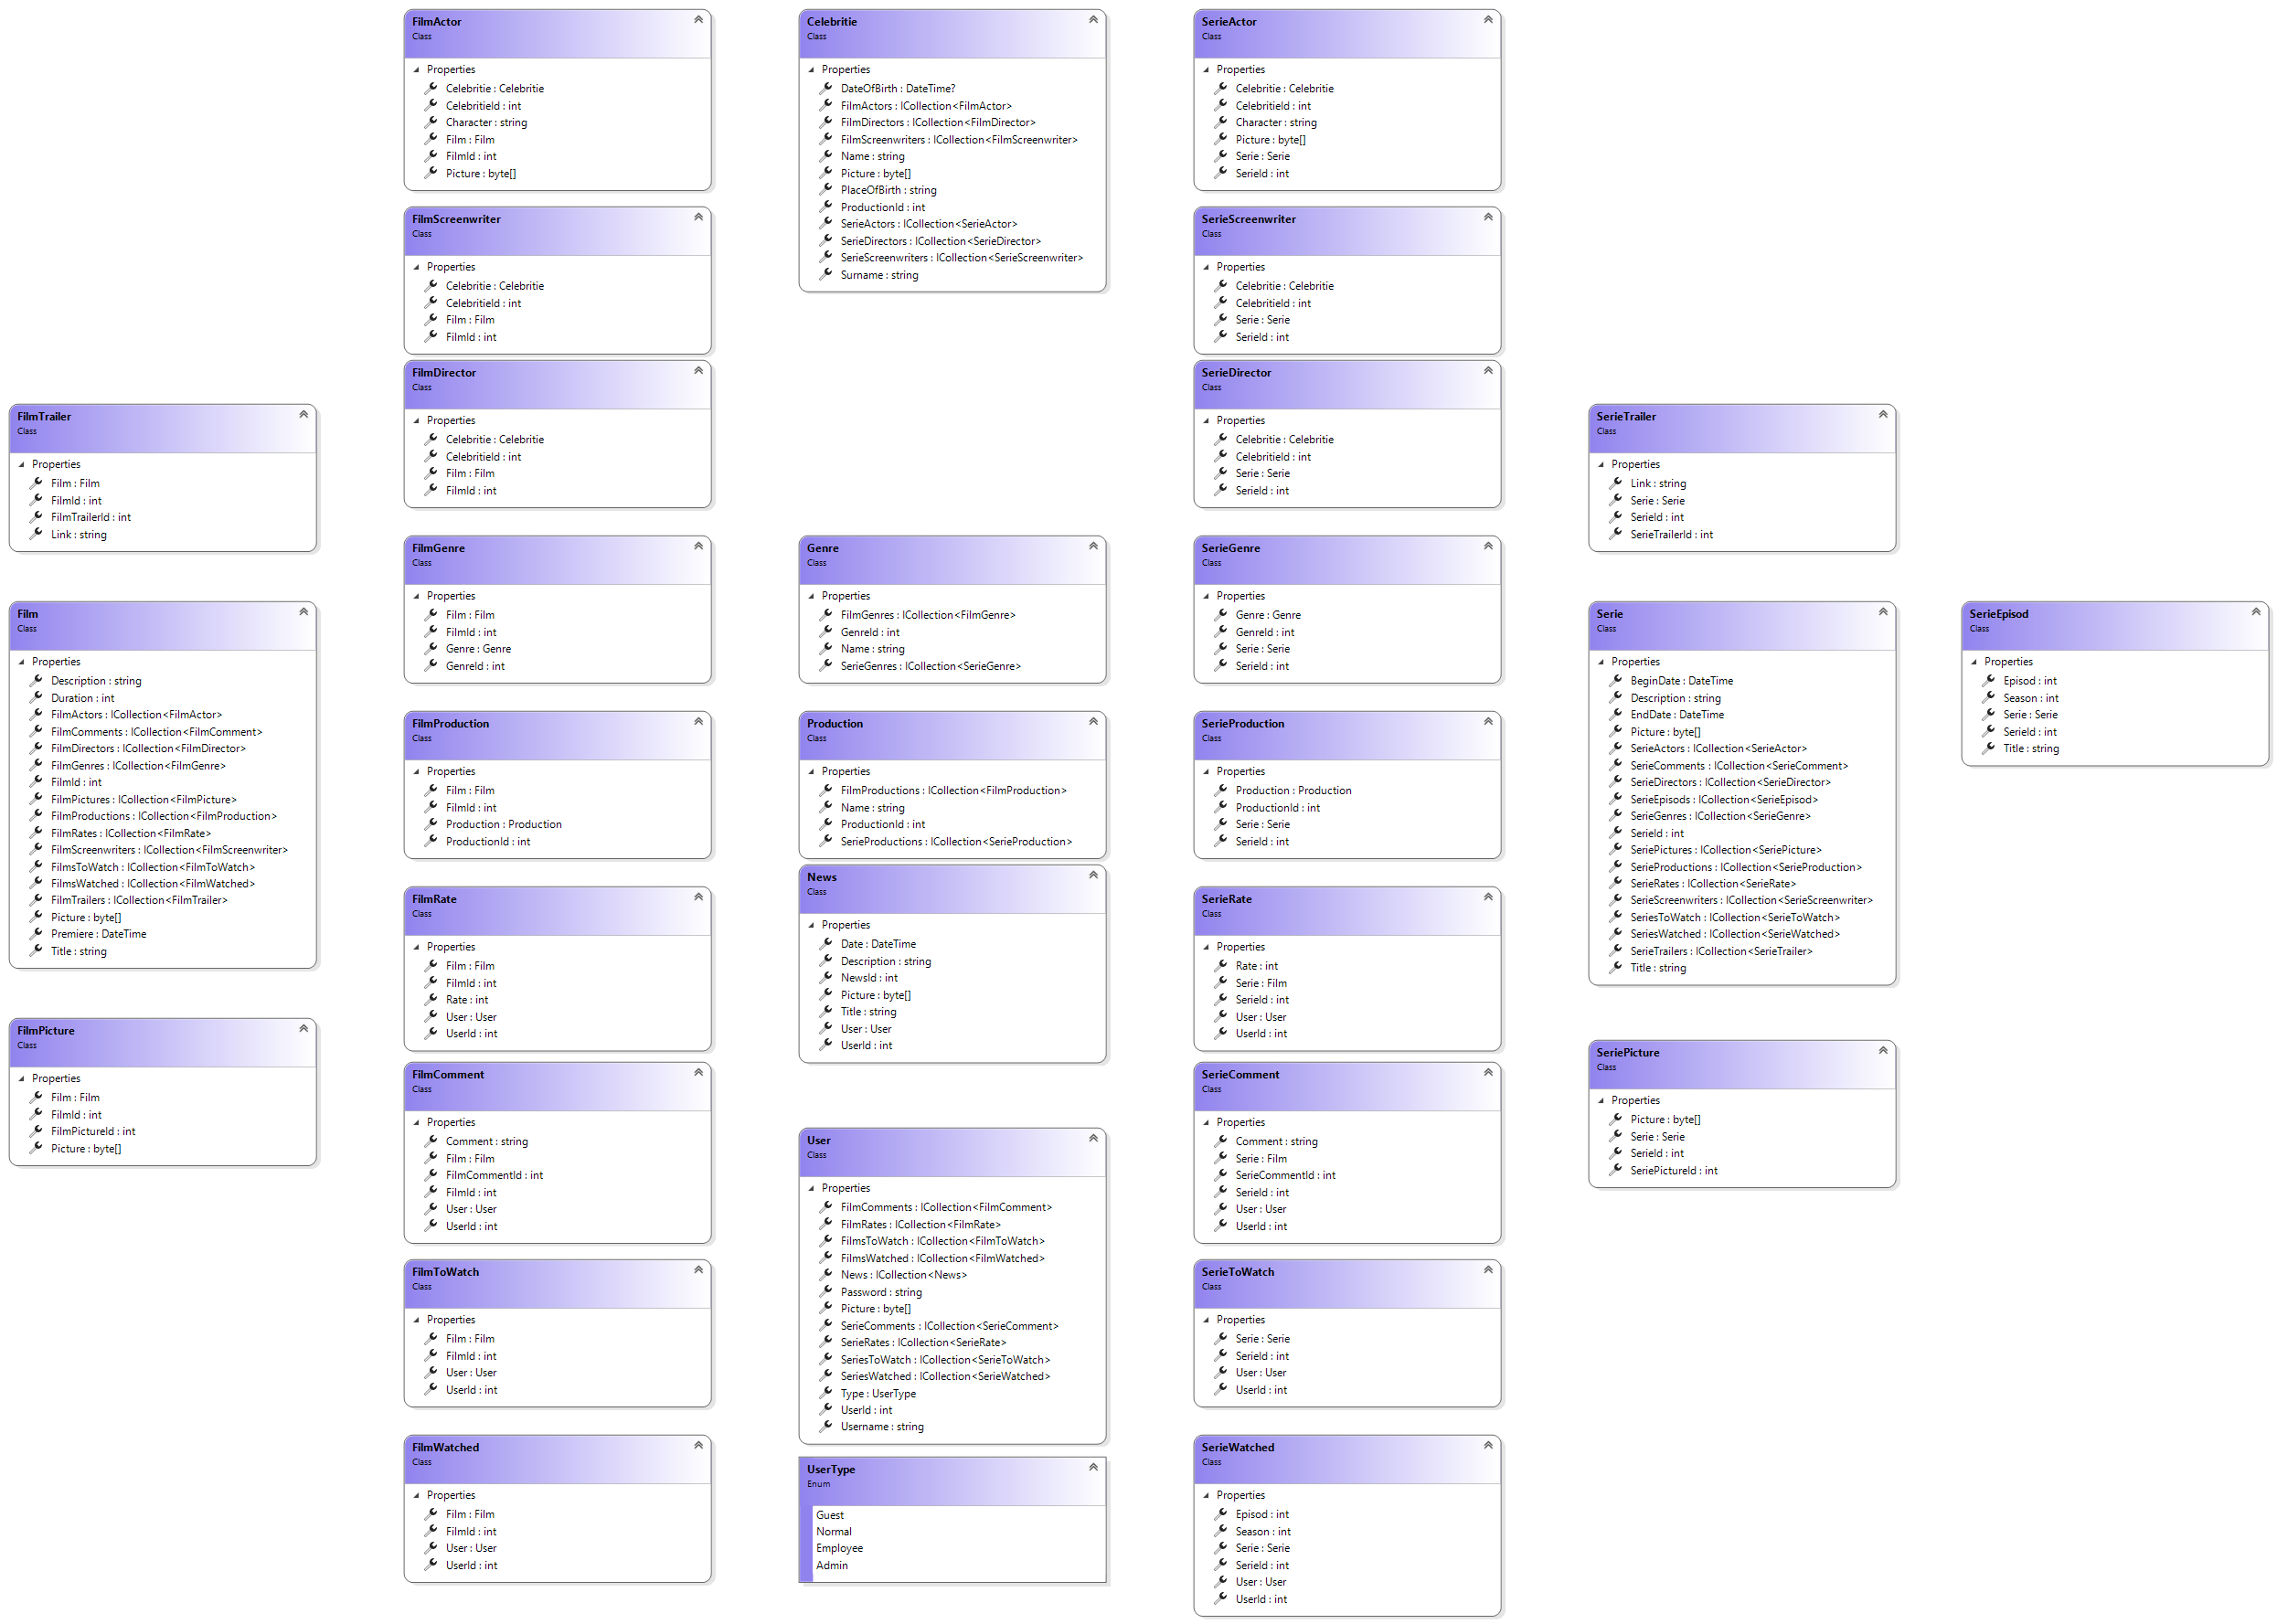 FilmActor
Class
Properties
Celebritie : Celebritie
CelebritieId : int
Character : string
Film : Film
FilmId : int
Picture : byte[]
FilmScreenwriter
Class
Properties
Celebritie : Celebritie
CelebritieId : int
Film : Film
FilmId : int
FilmDirector
Class
Properties
Celebritie : Celebritie
CelebritieId : int
Film : Film
FilmId : int
Celebritie
Class
Properties
DateOfBirth : DateTime?
FilmActors : ICollection<FilmActor>
FilmDirectors : ICollection<FilmDirector>
FilmScreenwriters : ICollection<FilmScreenwriter>
Name : string
Picture : byte[]
PlaceOfBirth : string
ProductionId : int
SerieActors : ICollection<SerieActor>
SerieDirectors : ICollection<SerieDirector>
SerieScreenwriters : ICollection<SerieScreenwriter>
Surname : string
SerieActor
Class
Properties
Celebritie : Celebritie
CelebritieId : int
Character : string
Picture : byte[]
Serie : Serie
SerieId : int
SerieScreenwriter
Class
Properties
Celebritie : Celebritie
CelebritieId : int
Serie : Serie
SerieId : int
SerieDirector
Class
Properties
Celebritie : Celebritie
CelebritieId : int
Serie : Serie
SerieId : int
FilmTrailer
Class
Properties
Film : Film
FilmId : int
FilmTrailerId : int
Link : string
SerieTrailer
Class
Properties
Link : string
Serie : Serie
SerieId : int
SerieTrailerId : int
Film
Class
Properties
Description : string
Duration : int
FilmActors : ICollection<FilmActor>
FilmComments : ICollection<FilmComment>
FilmDirectors : ICollection<FilmDirector>
FilmGenres : ICollection<FilmGenre>
FilmId : int
FilmPictures : ICollection<FilmPicture>
FilmProductions : ICollection<FilmProduction>
FilmRates : ICollection<FilmRate>
FilmScreenwriters : ICollection<FilmScreenwriter>
FilmsToWatch : ICollection<FilmToWatch>
FilmsWatched : ICollection<FilmWatched>
FilmTrailers : ICollection<FilmTrailer>
Picture : byte[]
Premiere : DateTime
Title : string
FilmGenre
Class
Properties
Film : Film
FilmId : int
Genre : Genre
GenreId : int
Genre
Class
Properties
FilmGenres : ICollection<FilmGenre>
GenreId : int
Name : string
SerieGenres : ICollection<SerieGenre>
SerieGenre
Class
Properties
Genre : Genre
GenreId : int
Serie : Serie
SerieId : int
Serie
Class
Properties
BeginDate : DateTime
Description : string
EndDate : DateTime
Picture : byte[]
SerieActors : ICollection<SerieActor>
SerieComments : ICollection<SerieComment>
SerieDirectors : ICollection<SerieDirector>
SerieEpisods : ICollection<SerieEpisod>
SerieGenres : ICollection<SerieGenre>
SerieId : int
SeriePictures : ICollection<SeriePicture>
SerieProductions : ICollection<SerieProduction>
SerieRates : ICollection<SerieRate>
SerieScreenwriters : ICollection<SerieScreenwriter>
SeriesToWatch : ICollection<SerieToWatch>
SeriesWatched : ICollection<SerieWatched>
SerieTrailers : ICollection<SerieTrailer>
Title : string
SerieEpisod
Class
Properties
Episod : int
Season : int
Serie : Serie
SerieId : int
Title : string
FilmProduction
Class
Properties
Film : Film
FilmId : int
Production : Production
ProductionId : int
Production
Class
Properties
FilmProductions : ICollection<FilmProduction>
Name : string
ProductionId : int
SerieProductions : ICollection<SerieProduction>
SerieProduction
Class
Properties
Production : Production
ProductionId : int
Serie : Serie
SerieId : int
FilmRate
Class
Properties
Film : Film
FilmId : int
Rate : int
User : User
UserId : int
News
Class
Properties
Date : DateTime
Description : string
NewsId : int
Picture : byte[]
Title : string
User : User
UserId : int
SerieRate
Class
Properties
Rate : int
Serie : Film
SerieId : int
User : User
UserId : int
FilmPicture
Class
Properties
Film : Film
FilmId : int
FilmPictureId : int
Picture : byte[]
FilmComment
Class
Properties
Comment : string
Film : Film
FilmCommentId : int
FilmId : int
User : User
UserId : int
User
Class
Properties
FilmComments : ICollection<FilmComment>
FilmRates : ICollection<FilmRate>
FilmsToWatch : ICollection<FilmToWatch>
FilmsWatched : ICollection<FilmWatched>
News : ICollection<News>
Password : string
Picture : byte[]
SerieComments : ICollection<SerieComment>
SerieRates : ICollection<SerieRate>
SeriesToWatch : ICollection<SerieToWatch>
SeriesWatched : ICollection<SerieWatched>
Type : UserType
UserId : int
Username : string
SerieComment
Class
Properties
Comment : string
Serie : Film
SerieCommentId : int
SerieId : int
User : User
UserId : int
SeriePicture
Class
Properties
Picture : byte[]
Serie : Serie
SerieId : int
SeriePictureId : int
FilmToWatch
Class
Properties
Film : Film
FilmId : int
User : User
UserId : int
SerieToWatch
Class
Properties
Serie : Serie
SerieId : int
User : User
UserId : int
FilmWatched
Class
Properties
Film : Film
FilmId : int
User : User
UserId : int
UserType
Enum
Guest
Normal
Employee
Admin
SerieWatched
Class
Properties
Episod : int
Season : int
Serie : Serie
SerieId : int
User : User
UserId : int